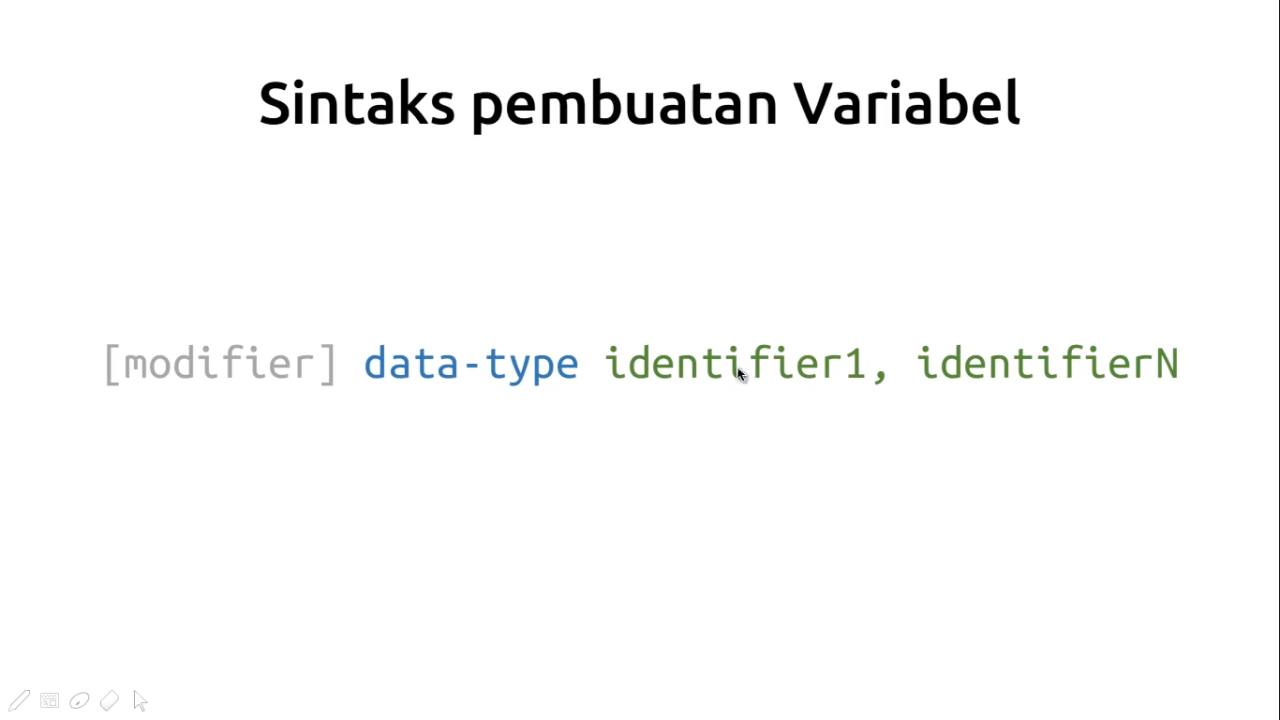 Sintaks pembuatan Variabel
[modifier] data-type identifier1, identifierN